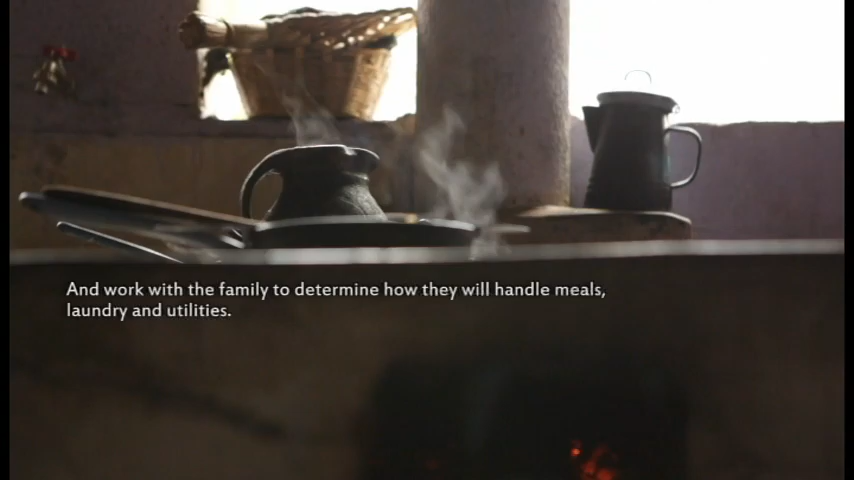 And work with the family to determine how they will handle meals,
laundry and utilities.